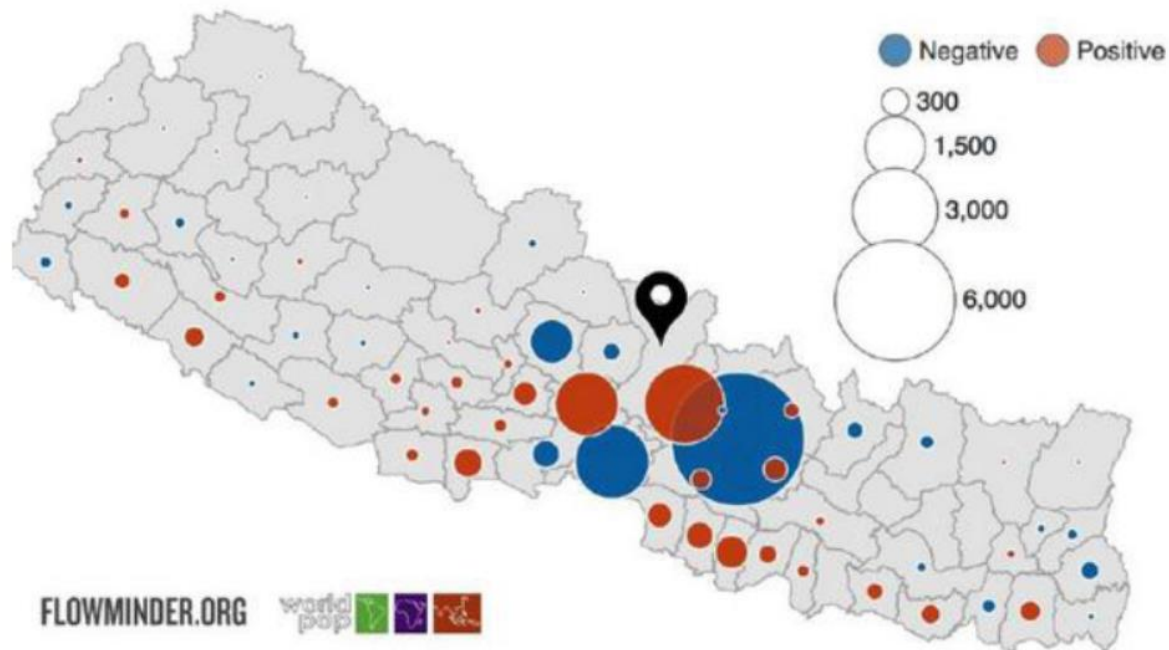 Negative Positive
300
1,500
3,000
6,000
FLOWMINDER.ORG
world
pop